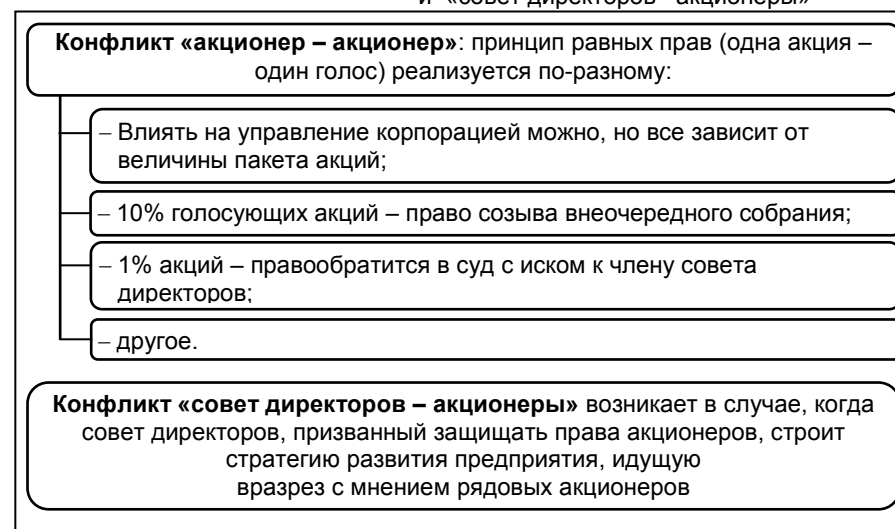 и «совет директоров - акционеры»
Конфликт «акционер – акционер»: принцип равных прав (одна акция –
один голос) реализуется по-разному:
– Влиять на управление корпорацией можно, но все зависит от
величины пакета акций;
– 10% голосующих акций – право созыва внеочередного собрания;
– 1% акций – правообратится в суд с иском к члену совета
директоров;
– другое.
Конфликт «совет директоров – акционеры» возникает в случае, когда
совет директоров, призванный защищать права акционеров, строит
стратегию развития предприятия, идущую
вразрез с мнением рядовых акционеров